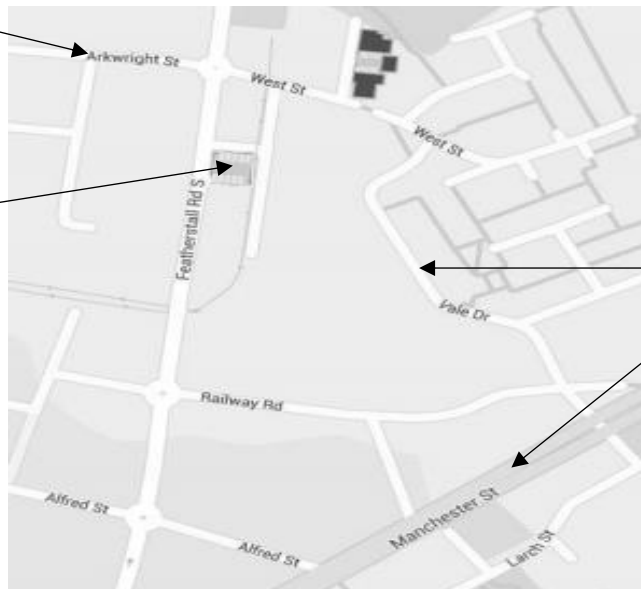 Arkwright St
West St
West St
Featherstall Rd S
Vale Dr
Railway Rd
Alfred St
Manchester St
Alfred St
Larch St